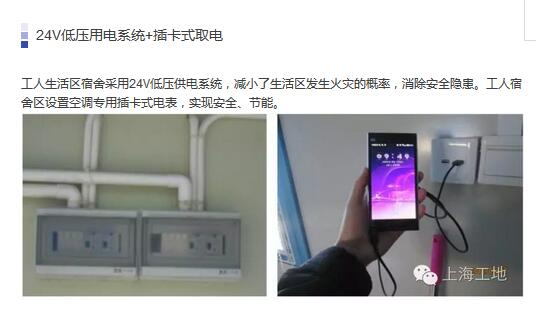 24V低压用电系统+插卡式取电
工人生活区宿舍采用24V低压供电系统，减小了生活区发生火灾的概率，消除安全隐患。工人宿
舍区设置空调专用插卡式电表，实现安全、节能。
09:49
上海工地